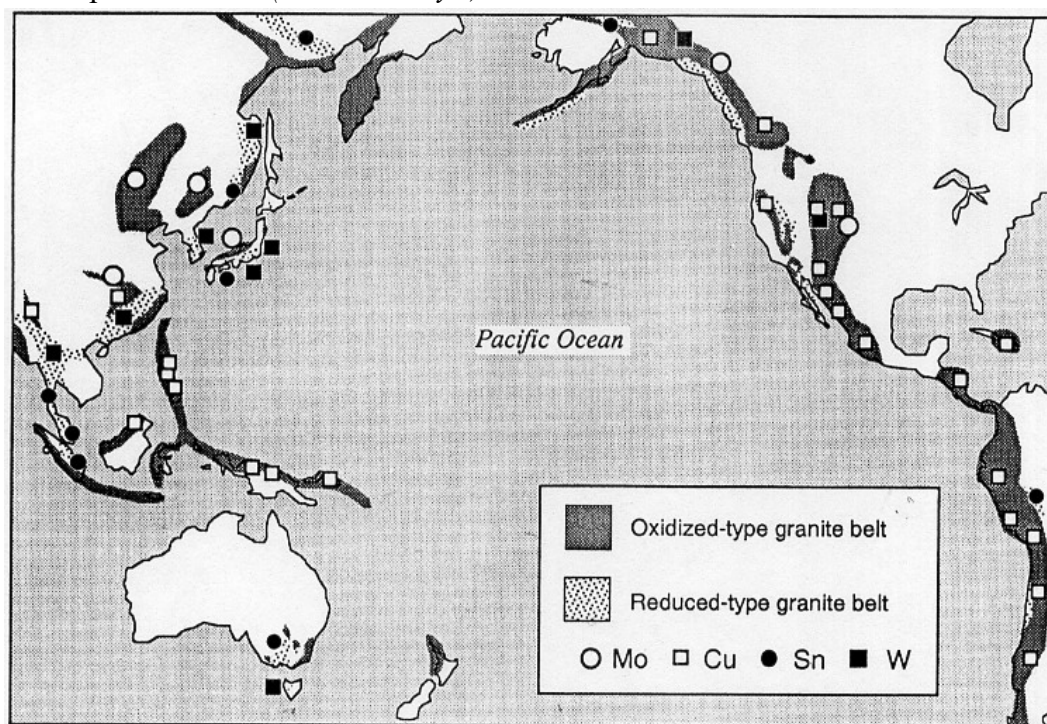 Pacific Ocean
Oxidized-type granite belt
Reduced-type granite belt
Mo Cu Sn W